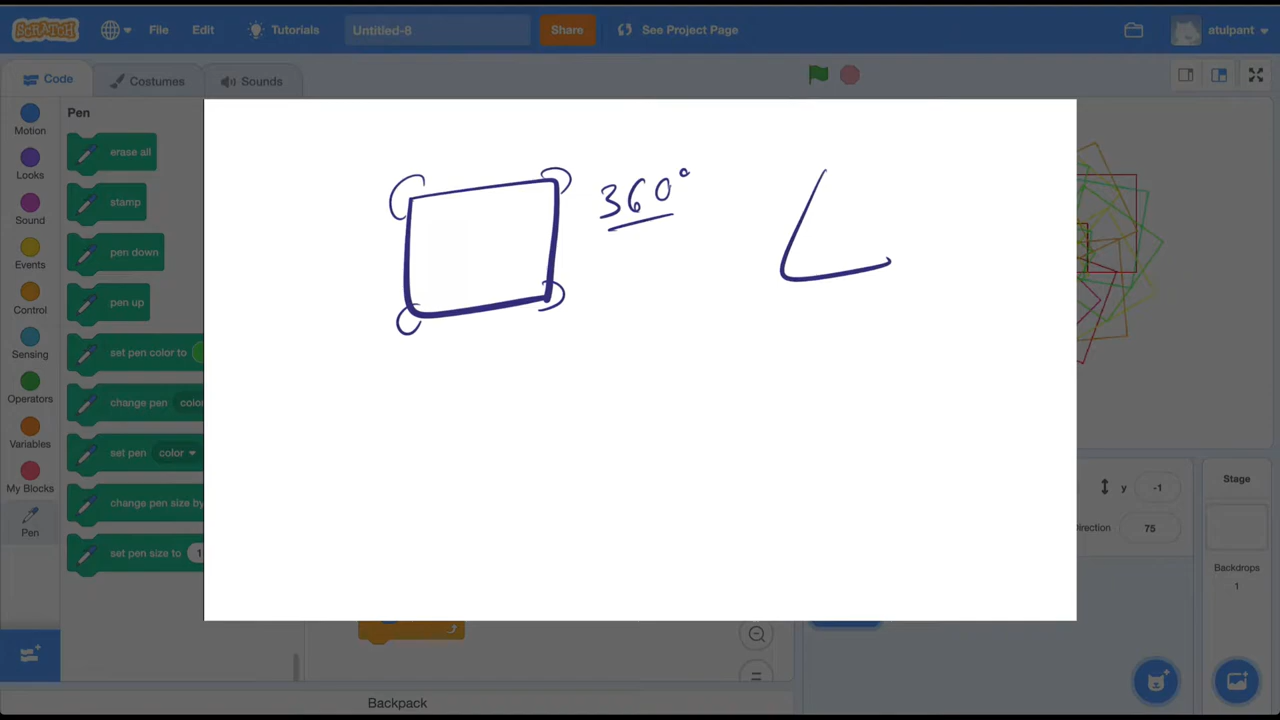 SCRATCH
File
Edit
Tutorials
Untitled-8
Share
See Project Page
atulpant
Code
Costumes
Sounds
Motion
Looks
Sound
Events
Control
Sensing
Operators
Variables
My Blocks
Pen
Pen
erase all
stamp
pen down
pen up
set pen color to
change pen color
set pen color
change pen size by
set pen size to 1
360°
y -1
Direction 75
Stage
Backdrops
1
Backpack